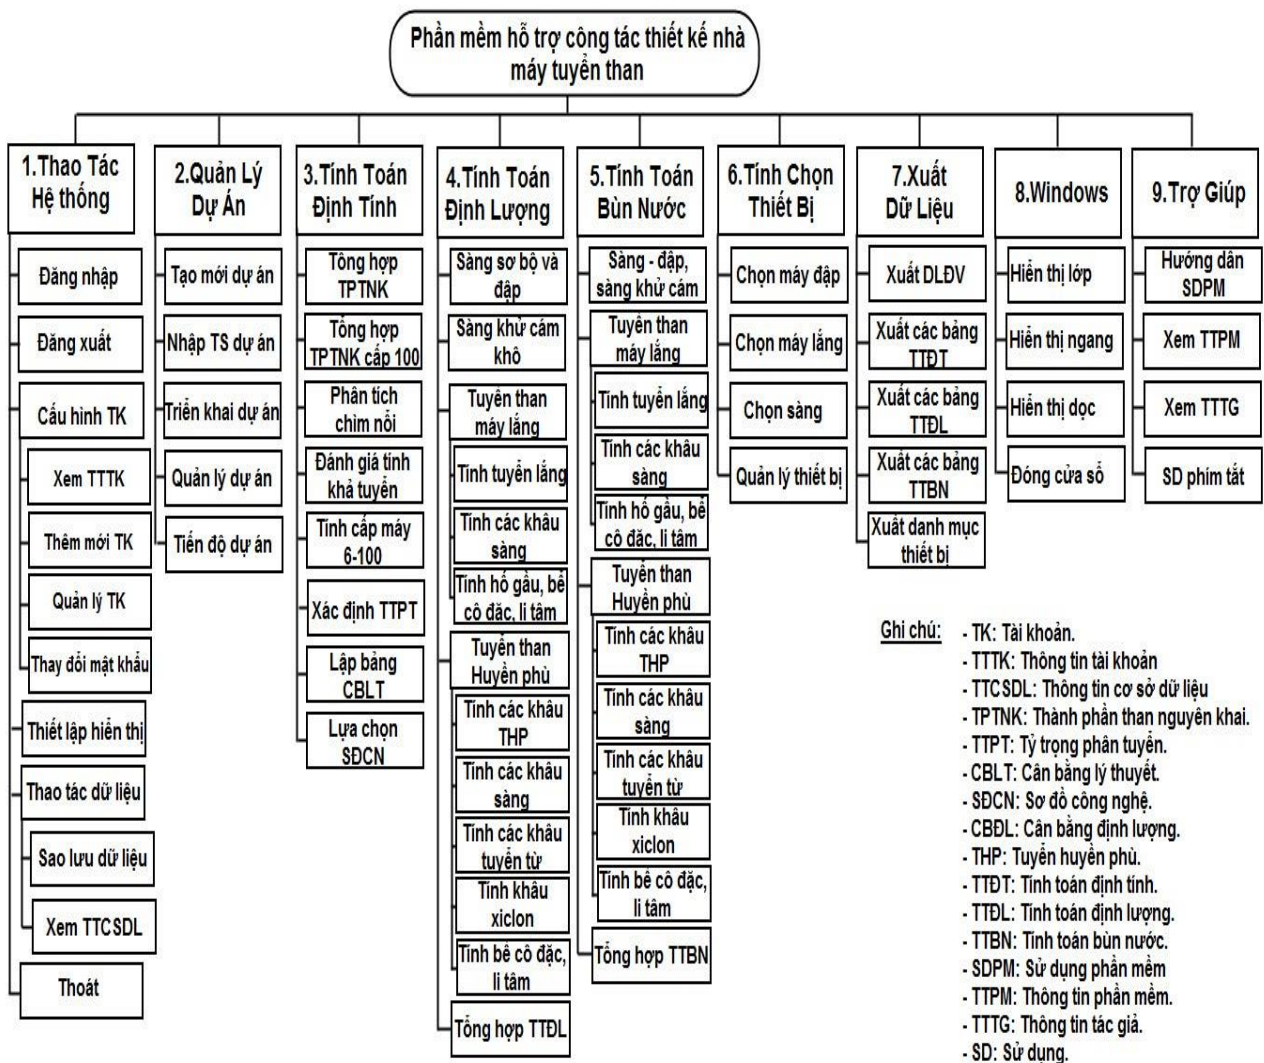 Phần mềm hỗ trợ công tác thiết kế nhà
máy tuyển than
1.Thao Tác
Hệ thống
Đăng nhập
Đăng xuất
Cấu hình TK
Xem TTTK
Thêm mới TK
Quản lý TK
Thay đổi mật khẩu
Thiết lập hiển thị
Thao tác dữ liệu
Sao lưu dữ liệu
Xem TTCSDL
Thoát
2.Quản Lý
Dự Án
Tạo mới dự án
Nhập TS dự án
Triển khai dự án
Quản lý dự án
Tiến độ dự án
3.Tính Toán
Định Tính
Tổng hợp
TPTNK
Tổng hợp
TPTNK cấp 100
Phân tích
chìm nổi
Đánh giá tính
khả tuyển
Tính cấp máy
6-100
Xác định TTPT
Lập bảng
CBLT
Lựa chọn
SĐCN
4.Tính Toán
Định Lượng
Sàng sơ bộ và
đập
Sàng khử cám
khô
Tuyển than
máy lắng
Tính tuyển lắng
Tính các khâu
sàng
Tính hố gầu, bể
cô đặc, li tâm
Tuyển than
Huyền phù
Tính các khâu
THP
Tính các khâu
sàng
Tính các khâu
tuyển từ
Tính khâu
xiclon
Tính bể cô đặc,
li tâm
Tổng hợp TTĐL
5.Tính Toán
Bùn Nước
Sàng - đập,
sàng khử cám
Tuyển than
máy lắng
Tính tuyển lắng
Tính các khâu
sàng
Tính hố gầu, bể
cô đặc, li tâm
Tuyển than
Huyền phù
Tính các khâu
THP
Tính các khâu
sàng
Tính các khâu
tuyển từ
Tính khâu
xiclon
Tính bể cô đặc,
li tâm
Tổng hợp TTBN
6.Tính Chọn
Thiết Bị
Chọn máy đập
Chọn máy lắng
Chọn sàng
Quản lý thiết bị
7.Xuất
Dữ Liệu
Xuất DLĐV
Xuất các bảng
TTĐT
Xuất các bảng
TTĐL
Xuất các bảng
TTBN
Xuất danh mục
thiết bị
8.Windows
Hiển thị lớp
Hiển thị ngang
Hiển thị dọc
Đóng cửa sổ
9.Trợ Giúp
Hướng dẫn
SDPM
Xem TTPM
Xem TTTG
SD phim tắt
Ghi chú:
- TK: Tài khoản.
- TTTK: Thông tin tài khoản
- TTCSDL: Thông tin cơ sở dữ liệu
- TPTNK: Thành phần than nguyên khai.
- TTPT: Tỷ trọng phân tuyển.
- CBLT: Cân bằng lý thuyết.
- SĐCN: Sơ đồ công nghệ.
- CBĐL: Cân bằng định lượng.
- THP: Tuyển huyền phù.
- TTĐT: Tính toán định tính.
- TTĐL: Tính toán định lượng.
- TTBN: Tính toán bùn nước.
- SDPM: Sử dụng phần mềm
- TTPM: Thông tin phần mềm.
- TTTG: Thông tin tác giả.
- SD: Sử dụng.